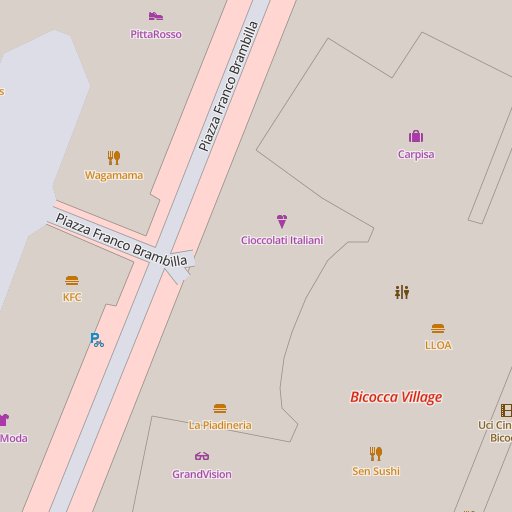 PittaRosso
Piazza Franco Brambilla
s
Carpisa
Wagamama
Piazza Franco Brambilla
Cioccolati Italiani
KFC
P
LLOA
Bicocca Village
Moda
La Piadineria
Uci Cin
Bicoc
GrandVision
Sen Sushi